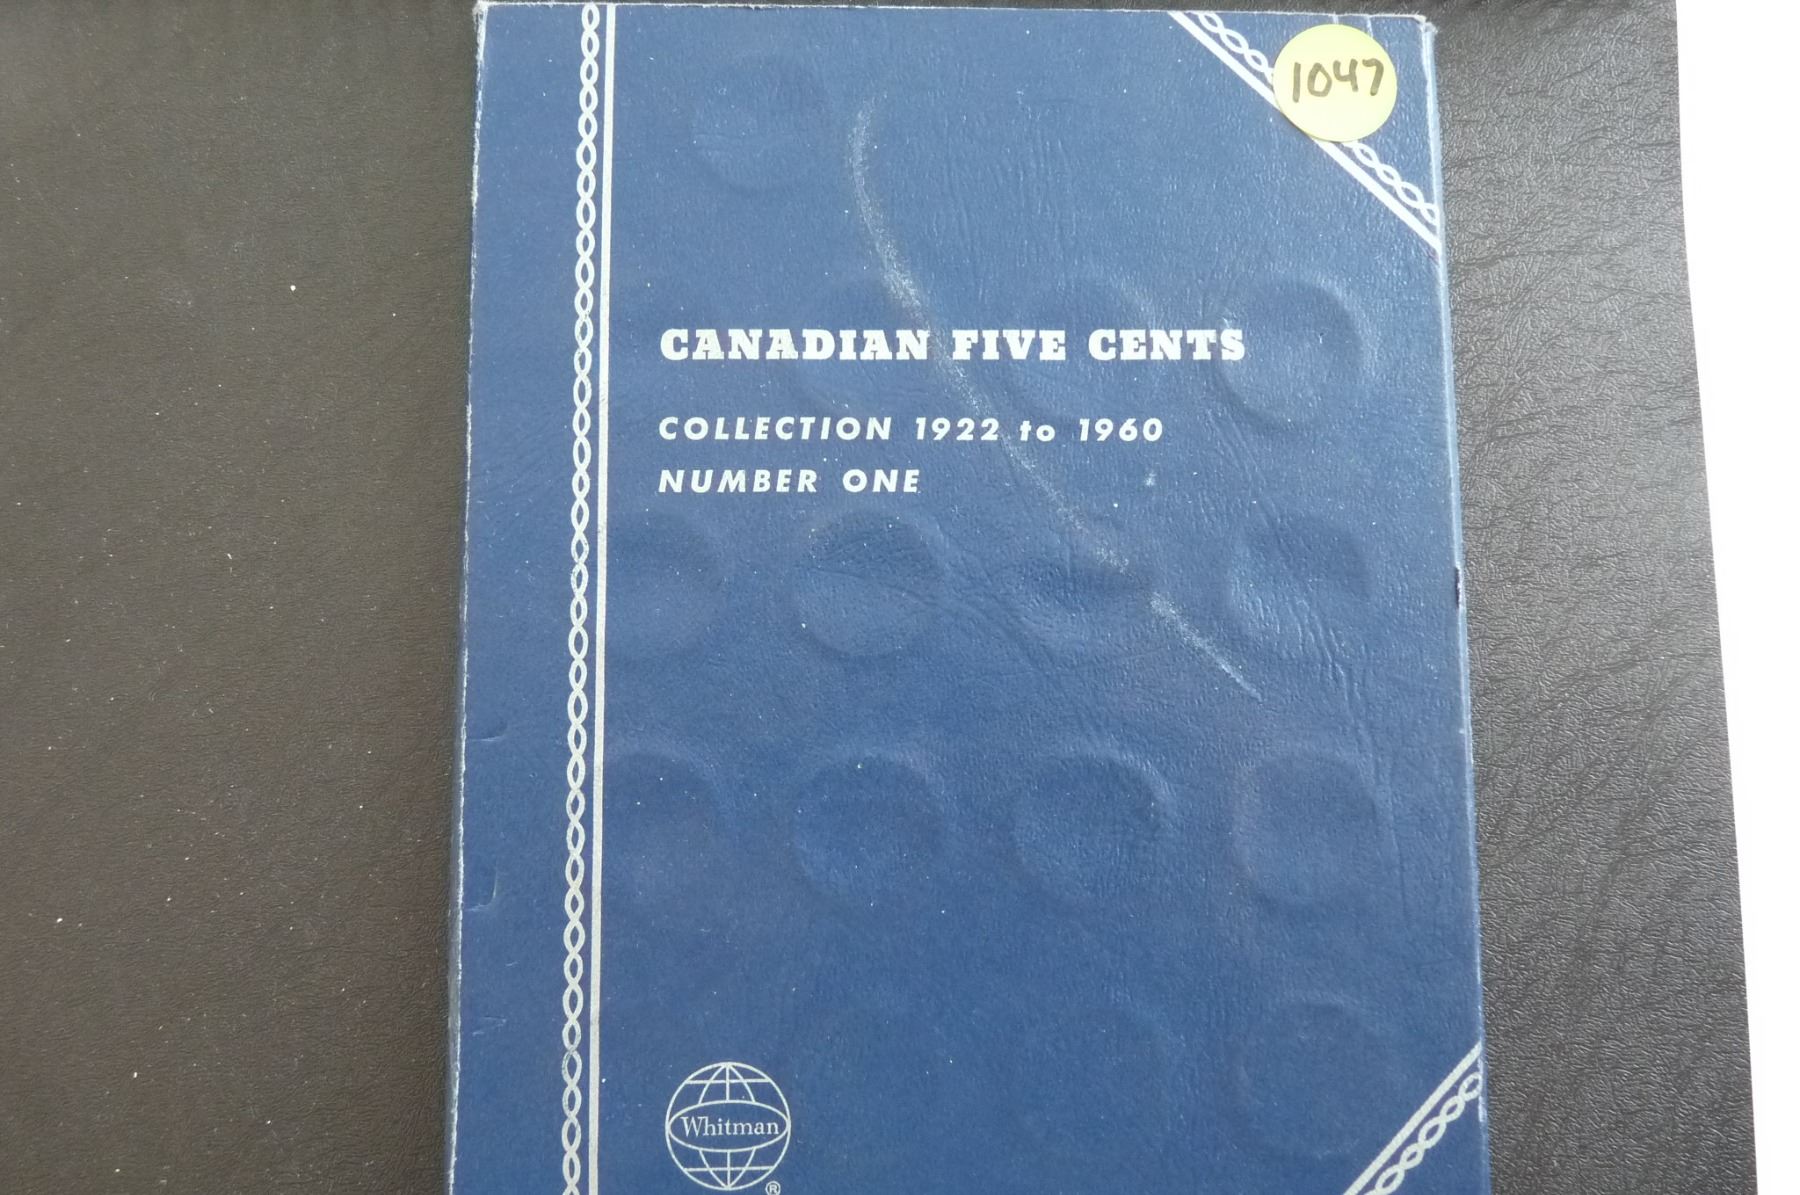 1047
CANADIAN FIVE CENTS
COLLECTION 1922 to 1960
NUMBER ONE
Whitman
®